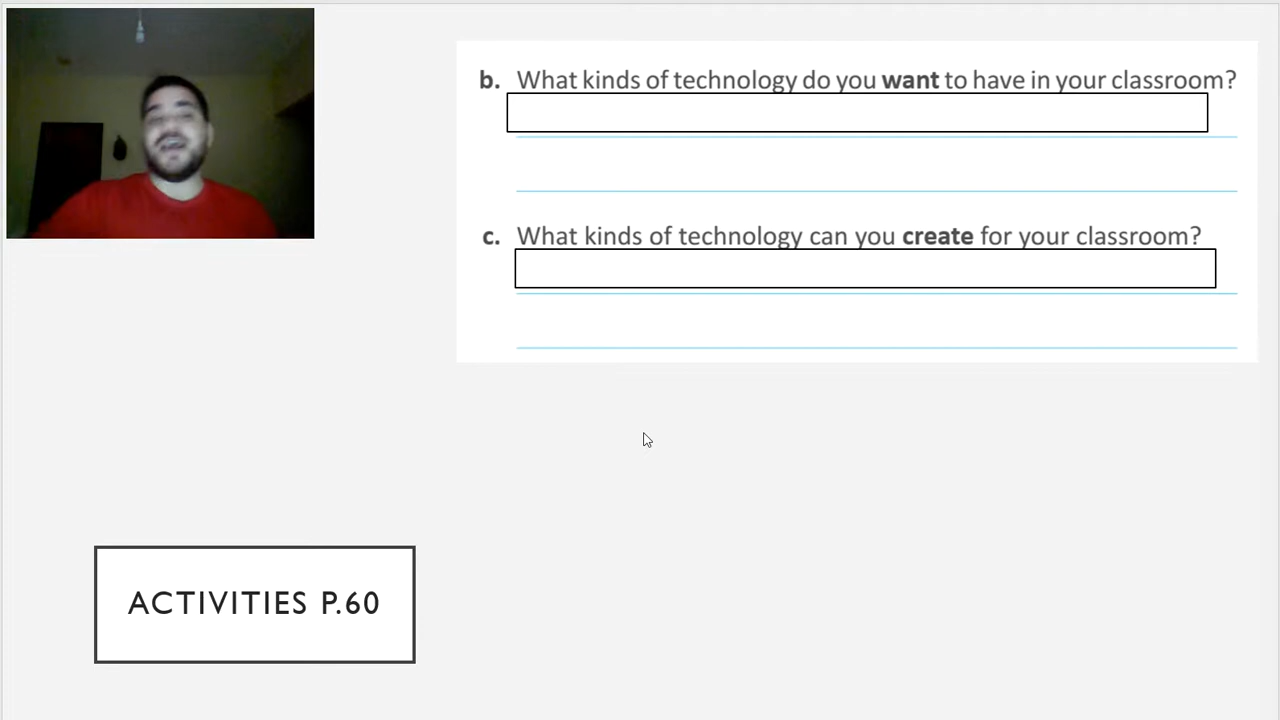 b. What kinds of technology do you want to have in your classroom?
c. What kinds of technology can you create for your classroom?
ACTIVITIES P.60